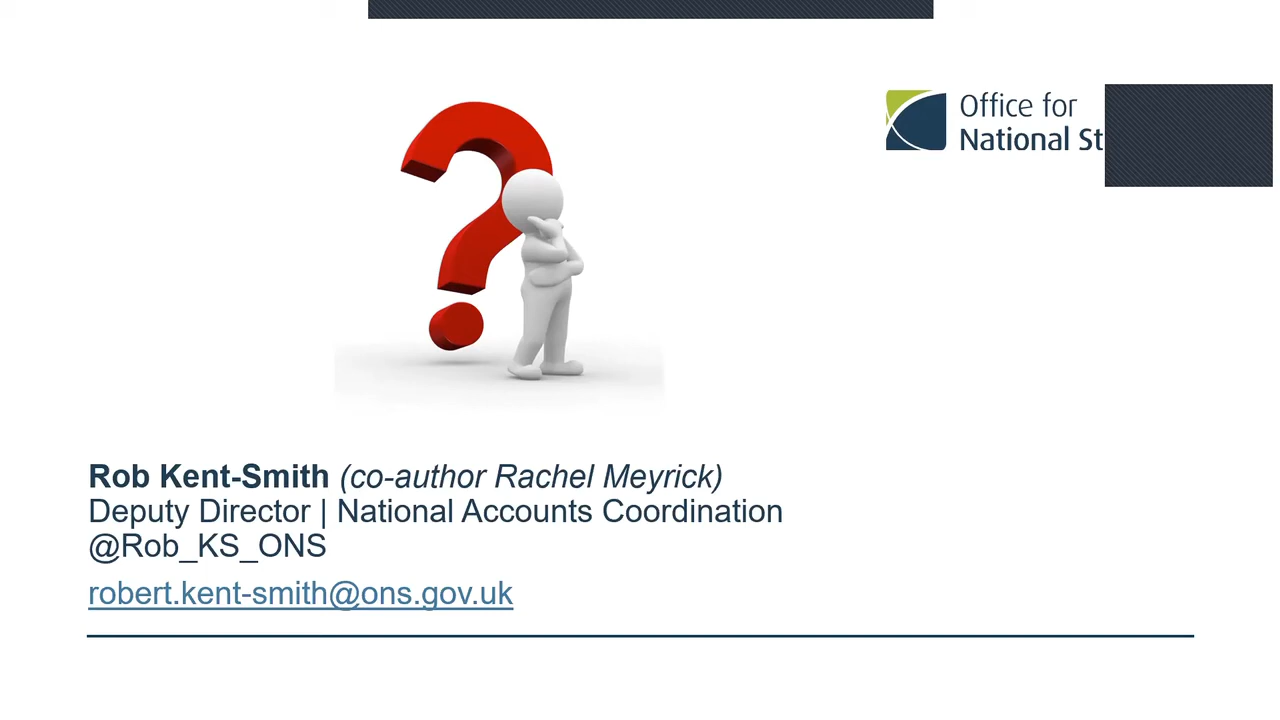 Office for
National St
Rob Kent-Smith (co-author Rachel Meyrick)
Deputy Director | National Accounts Coordination
@Rob_KS_ONS
robert.kent-smith@ons.gov.uk